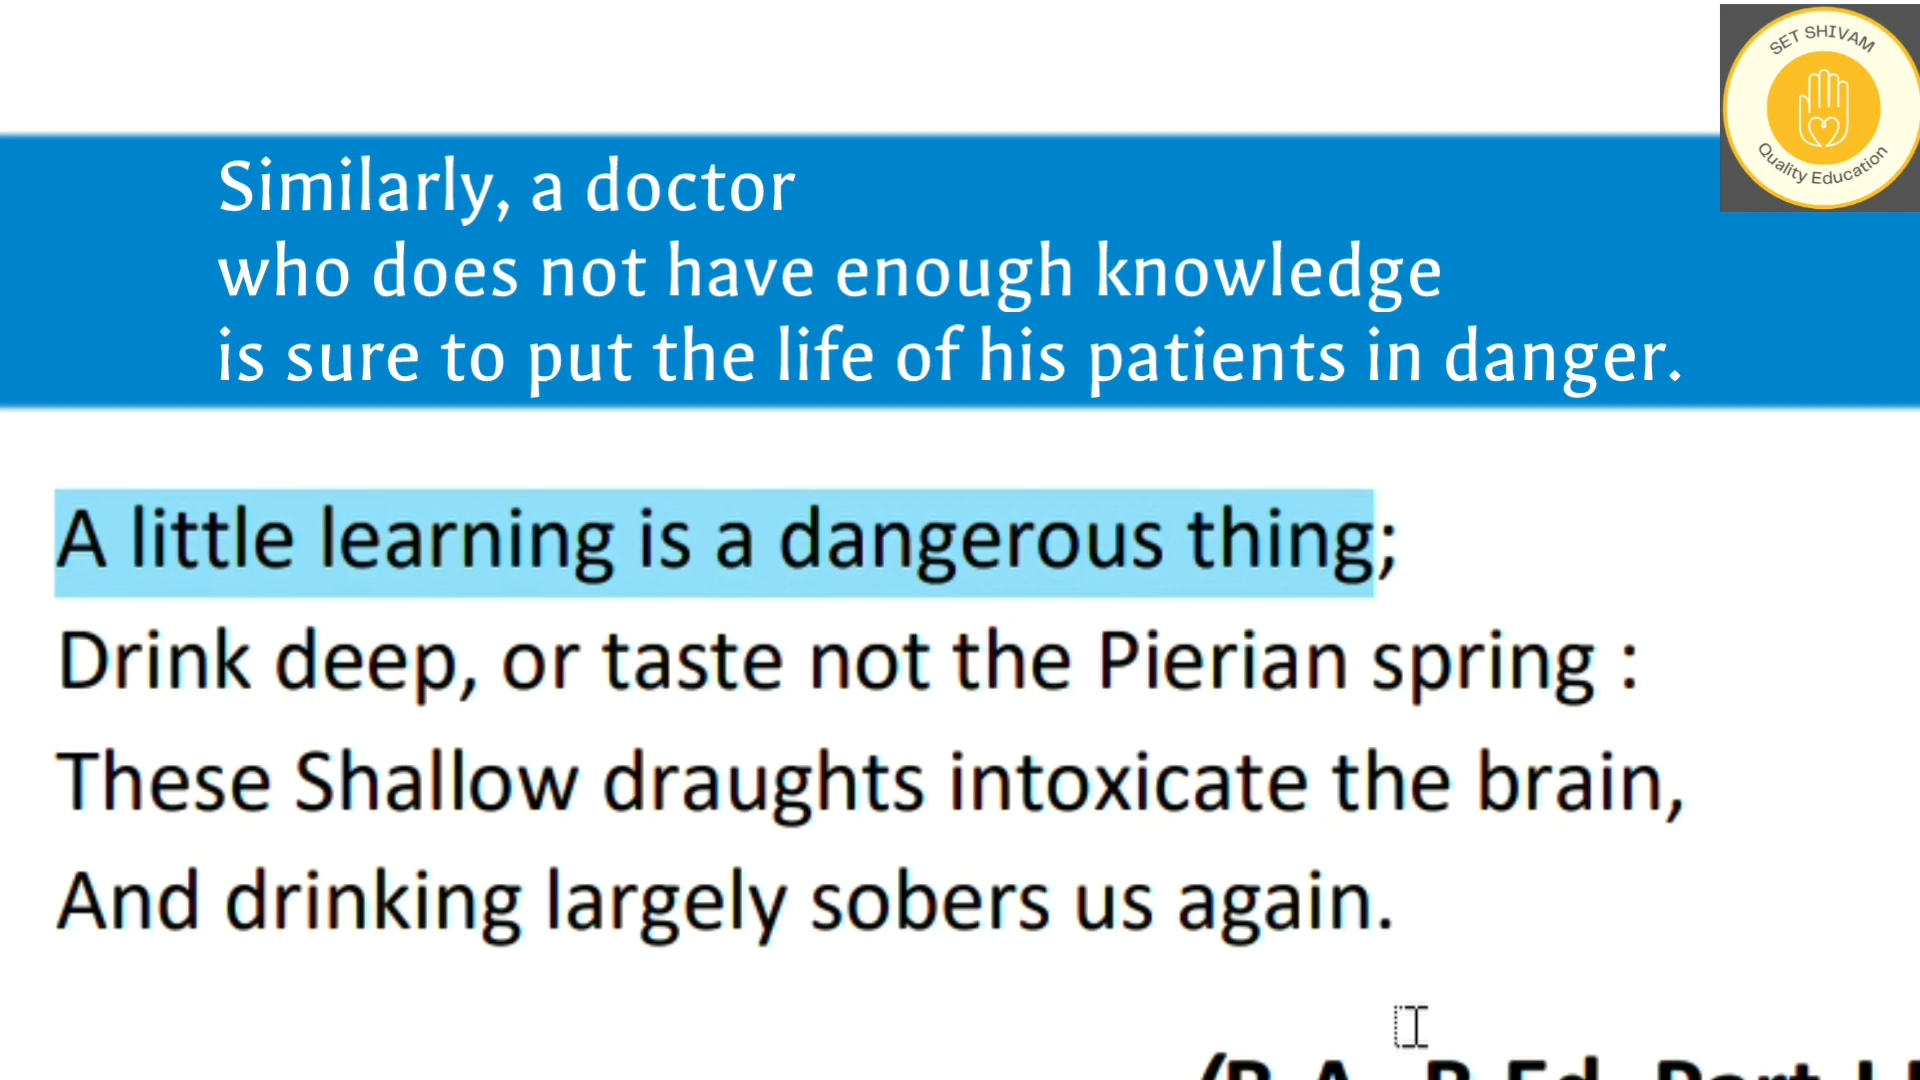 SET SHIVAM
Quality Education
Similarly, a doctor
who does not have enough knowledge
is sure to put the life of his patients in danger.
A little learning is a dangerous thing;
Drink deep, or taste not the Pierian spring :
These Shallow draughts intoxicate the brain,
And drinking largely sobers us again.